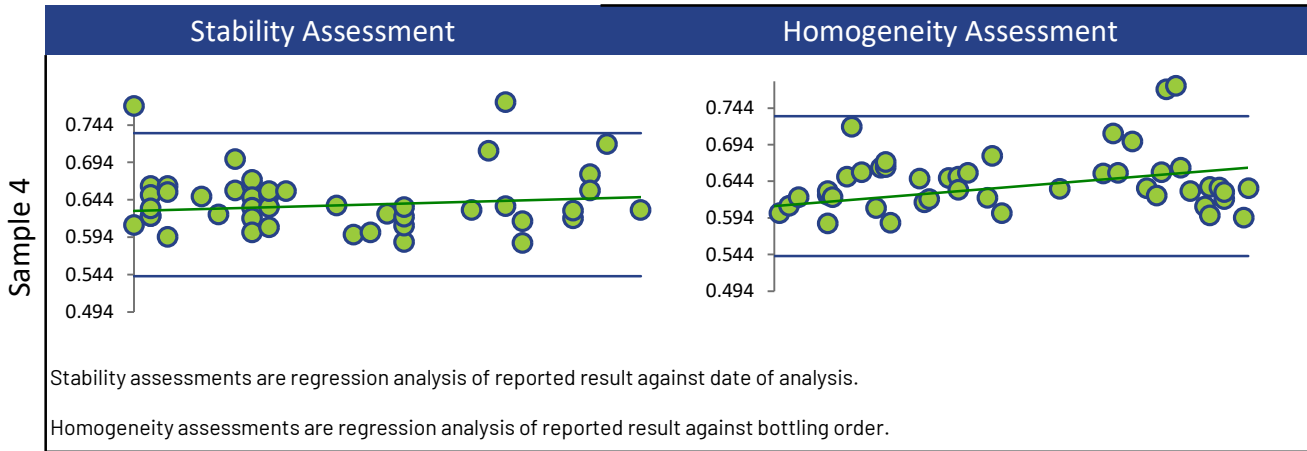 Stability Assessment
Homogeneity Assessment
Sample 4
0.744
0.694
0.644
0.594
0.544
0.494
0.744
0.694
0.644
0.594
0.544
0.494
Stability assessments are regression analysis of reported result against date of analysis.
Homogeneity assessments are regression analysis of reported result against bottling order.